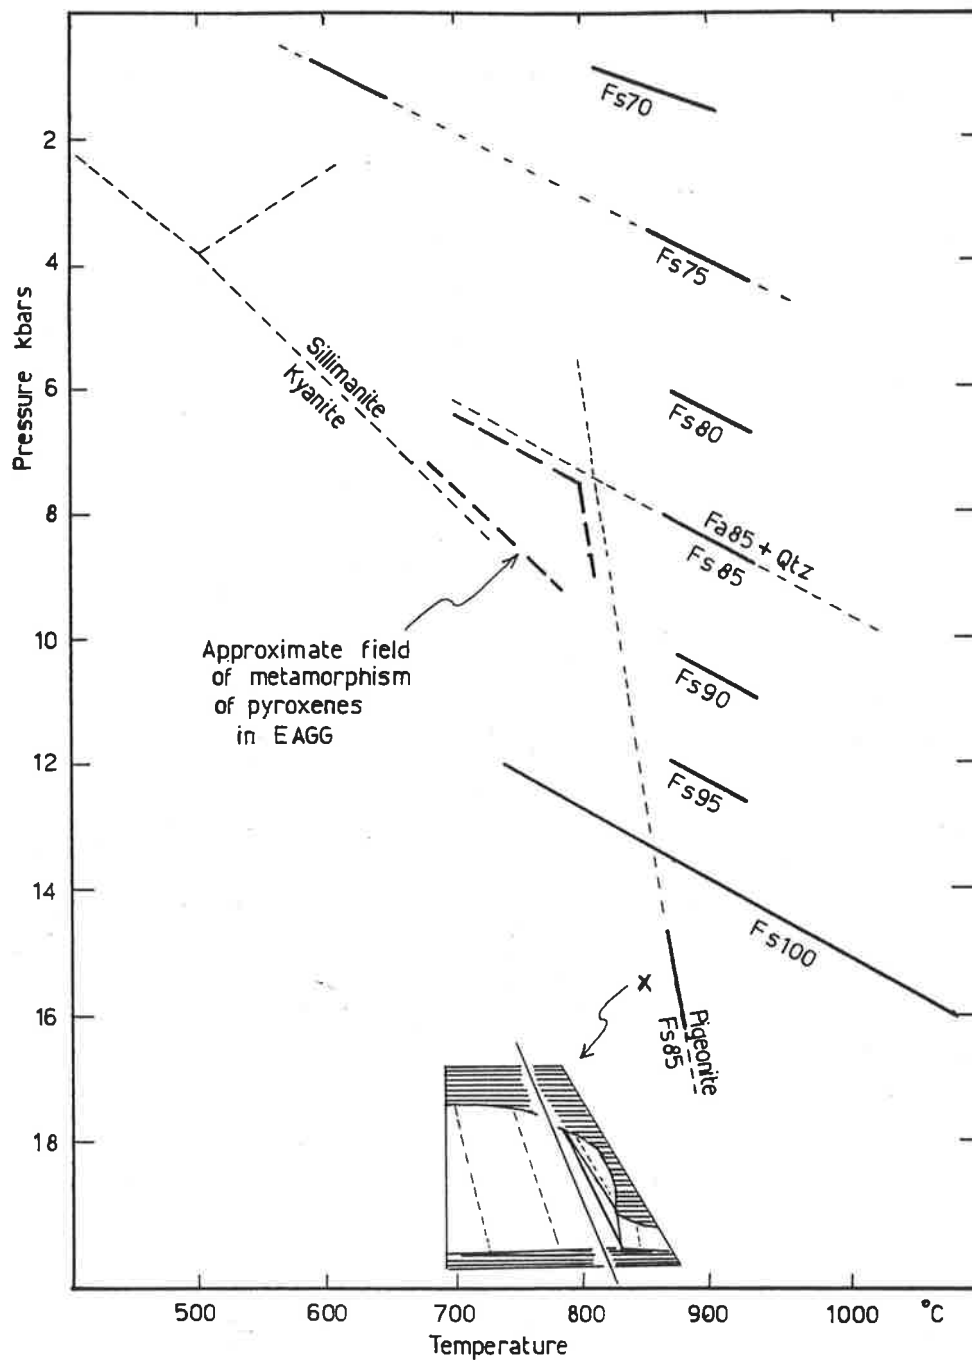 Fs70
2
Fs75
4
Pressure kbars
Sillimanite
Kyanite
6
Fs80
8
Fa85 + Qtz
Fs85
10
Approximate field
of metamorphism
of pyroxenes
in EAGG
Fs90
12
Fs95
14
Fs100
x
16
Pigeonite
Fs85
18
500
600
700
800
900
1000
°C
Temperature